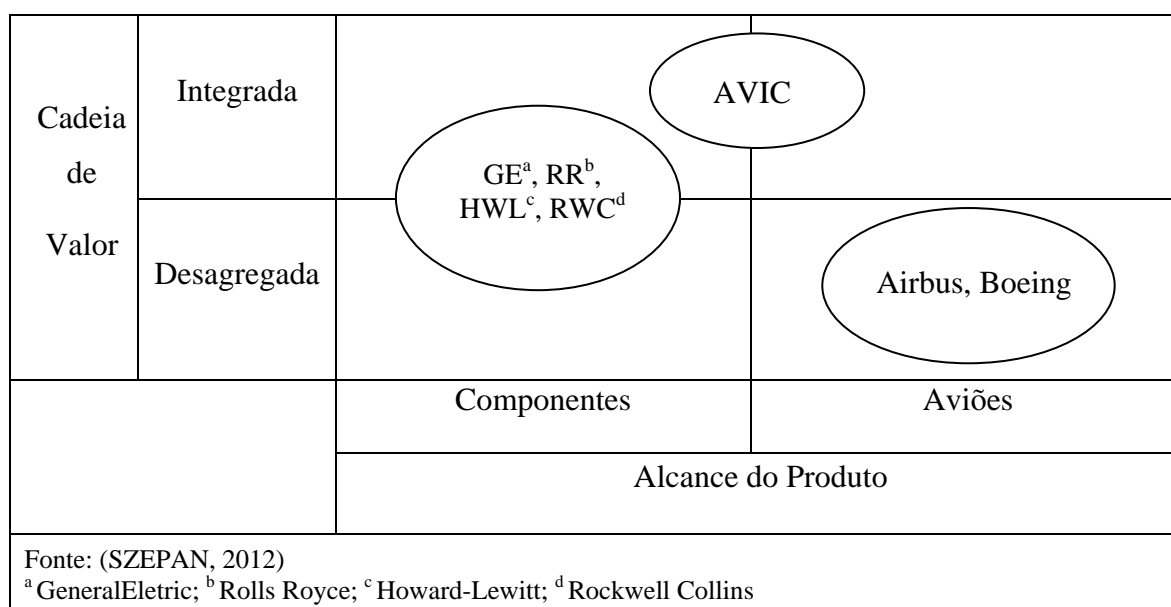 Cadeia
de
Valor
Integrada
Desagregada
AVIC
GEᵃ, RRᵇ,
HWLᶜ, RWCᵈ
Airbus, Boeing
Componentes
Aviões
Alcance do Produto
Fonte: (SZEPAN, 2012)
ᵃ GeneralEletric; ᵇ Rolls Royce; ᶜ Howard-Lewitt; ᵈ Rockwell Collins